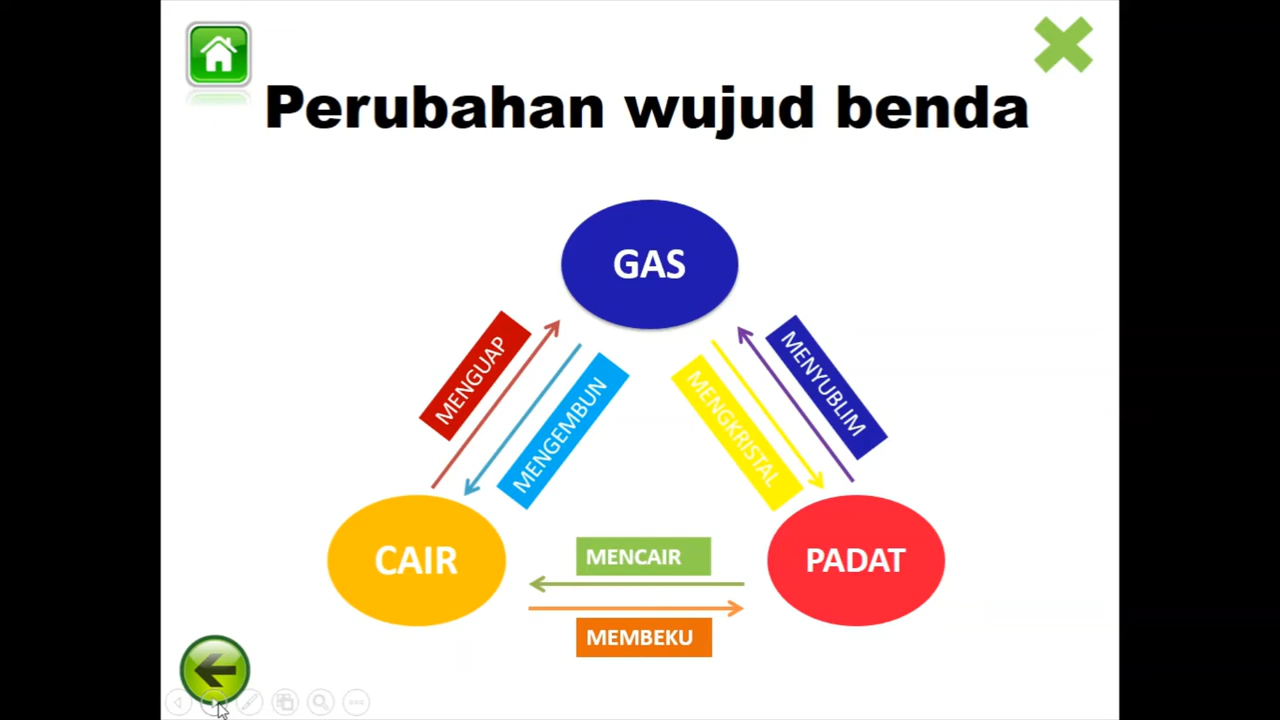 Perubahan wujud benda
GAS
MENGUAP
MENGEMBUN
MENGKRISTAL
MENYUBLIM
CAIR
MENCAIR
PADAT
MEMBEKU